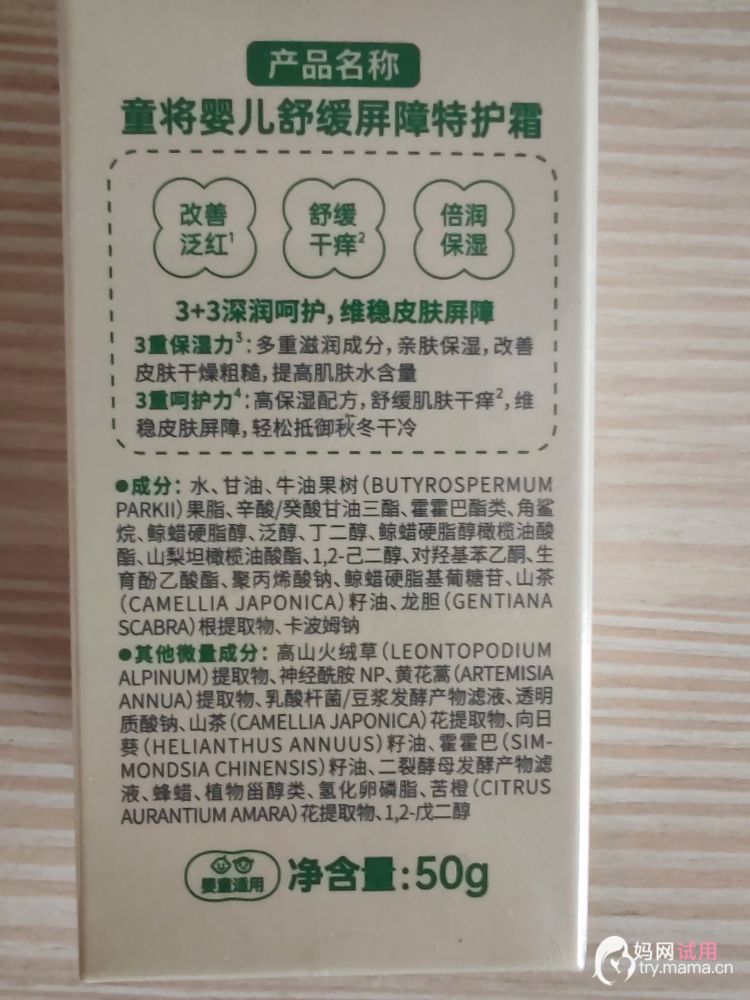 产品名称
童将婴儿舒缓屏障特护霜
改善 舒缓 倍润
泛红1 干痒2 保湿
3+3深润呵护,维稳皮肤屏障
3重保湿力3:多重滋润成分,亲肤保湿,改善
皮肤干燥粗糙,提高肌肤水含量
3重呵护力4:高保湿配方,舒缓肌肤干痒2,维
稳皮肤屏障,轻松抵御秋冬干冷
●成分:水、甘油、牛油果树(BUTYROSPERMUM
PARKII)果脂、辛酸/癸酸甘油三酯、霍霍巴酯类、角鲨
烷、鲸蜡硬脂醇、泛醇、丁二醇、鲸蜡硬脂醇橄榄油酸
酯、山梨坦橄榄油酸酯、1,2-己二醇、对羟基苯乙酮、生
育酚乙酸酯、聚丙烯酸钠、鲸蜡硬脂基葡糖苷、山茶
(CAMELLIA JAPONICA)籽油、龙胆(GENTIANA
SCABRA)根提取物、卡波姆钠
●其他微量成分:高山火绒草(LEONTOPODIUM
ALPINUM)提取物、神经酰胺 NP、黄花蒿(ARTEMISIA
ANNUA)提取物、乳酸杆菌/豆浆发酵产物滤液、透明
质酸钠、山茶(CAMELLIA JAPONICA)花提取物、向日
葵(HELIANTHUS ANNUUS)籽油、霍霍巴(SIM-
MONDSIA CHINENSIS)籽油、二裂酵母发酵产物滤
液、蜂蜡、植物甾醇类、氢化卵磷脂、苦橙(CITRUS
AURANTIUM AMARA)花提取物、1,2-戊二醇
婴童适用 净含量:50g
妈网试用
try.mama.cn